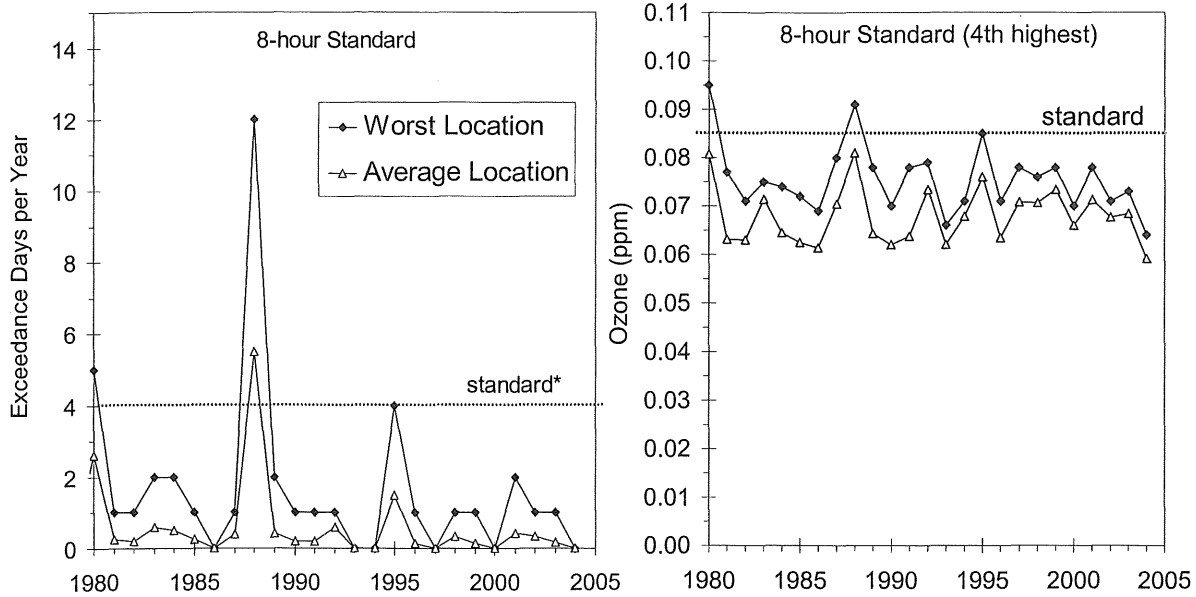 8-hour Standard
Worst Location
Average Location
standard*
Exceedance Days per Year
14
12
10
8
6
4
2
0
1980 1985 1990 1995 2000 2005
8-hour Standard (4th highest)
standard
Ozone (ppm)
0.11
0.10
0.09
0.08
0.07
0.06
0.05
0.04
0.03
0.02
0.01
0.00
1980 1985 1990 1995 2000 2005